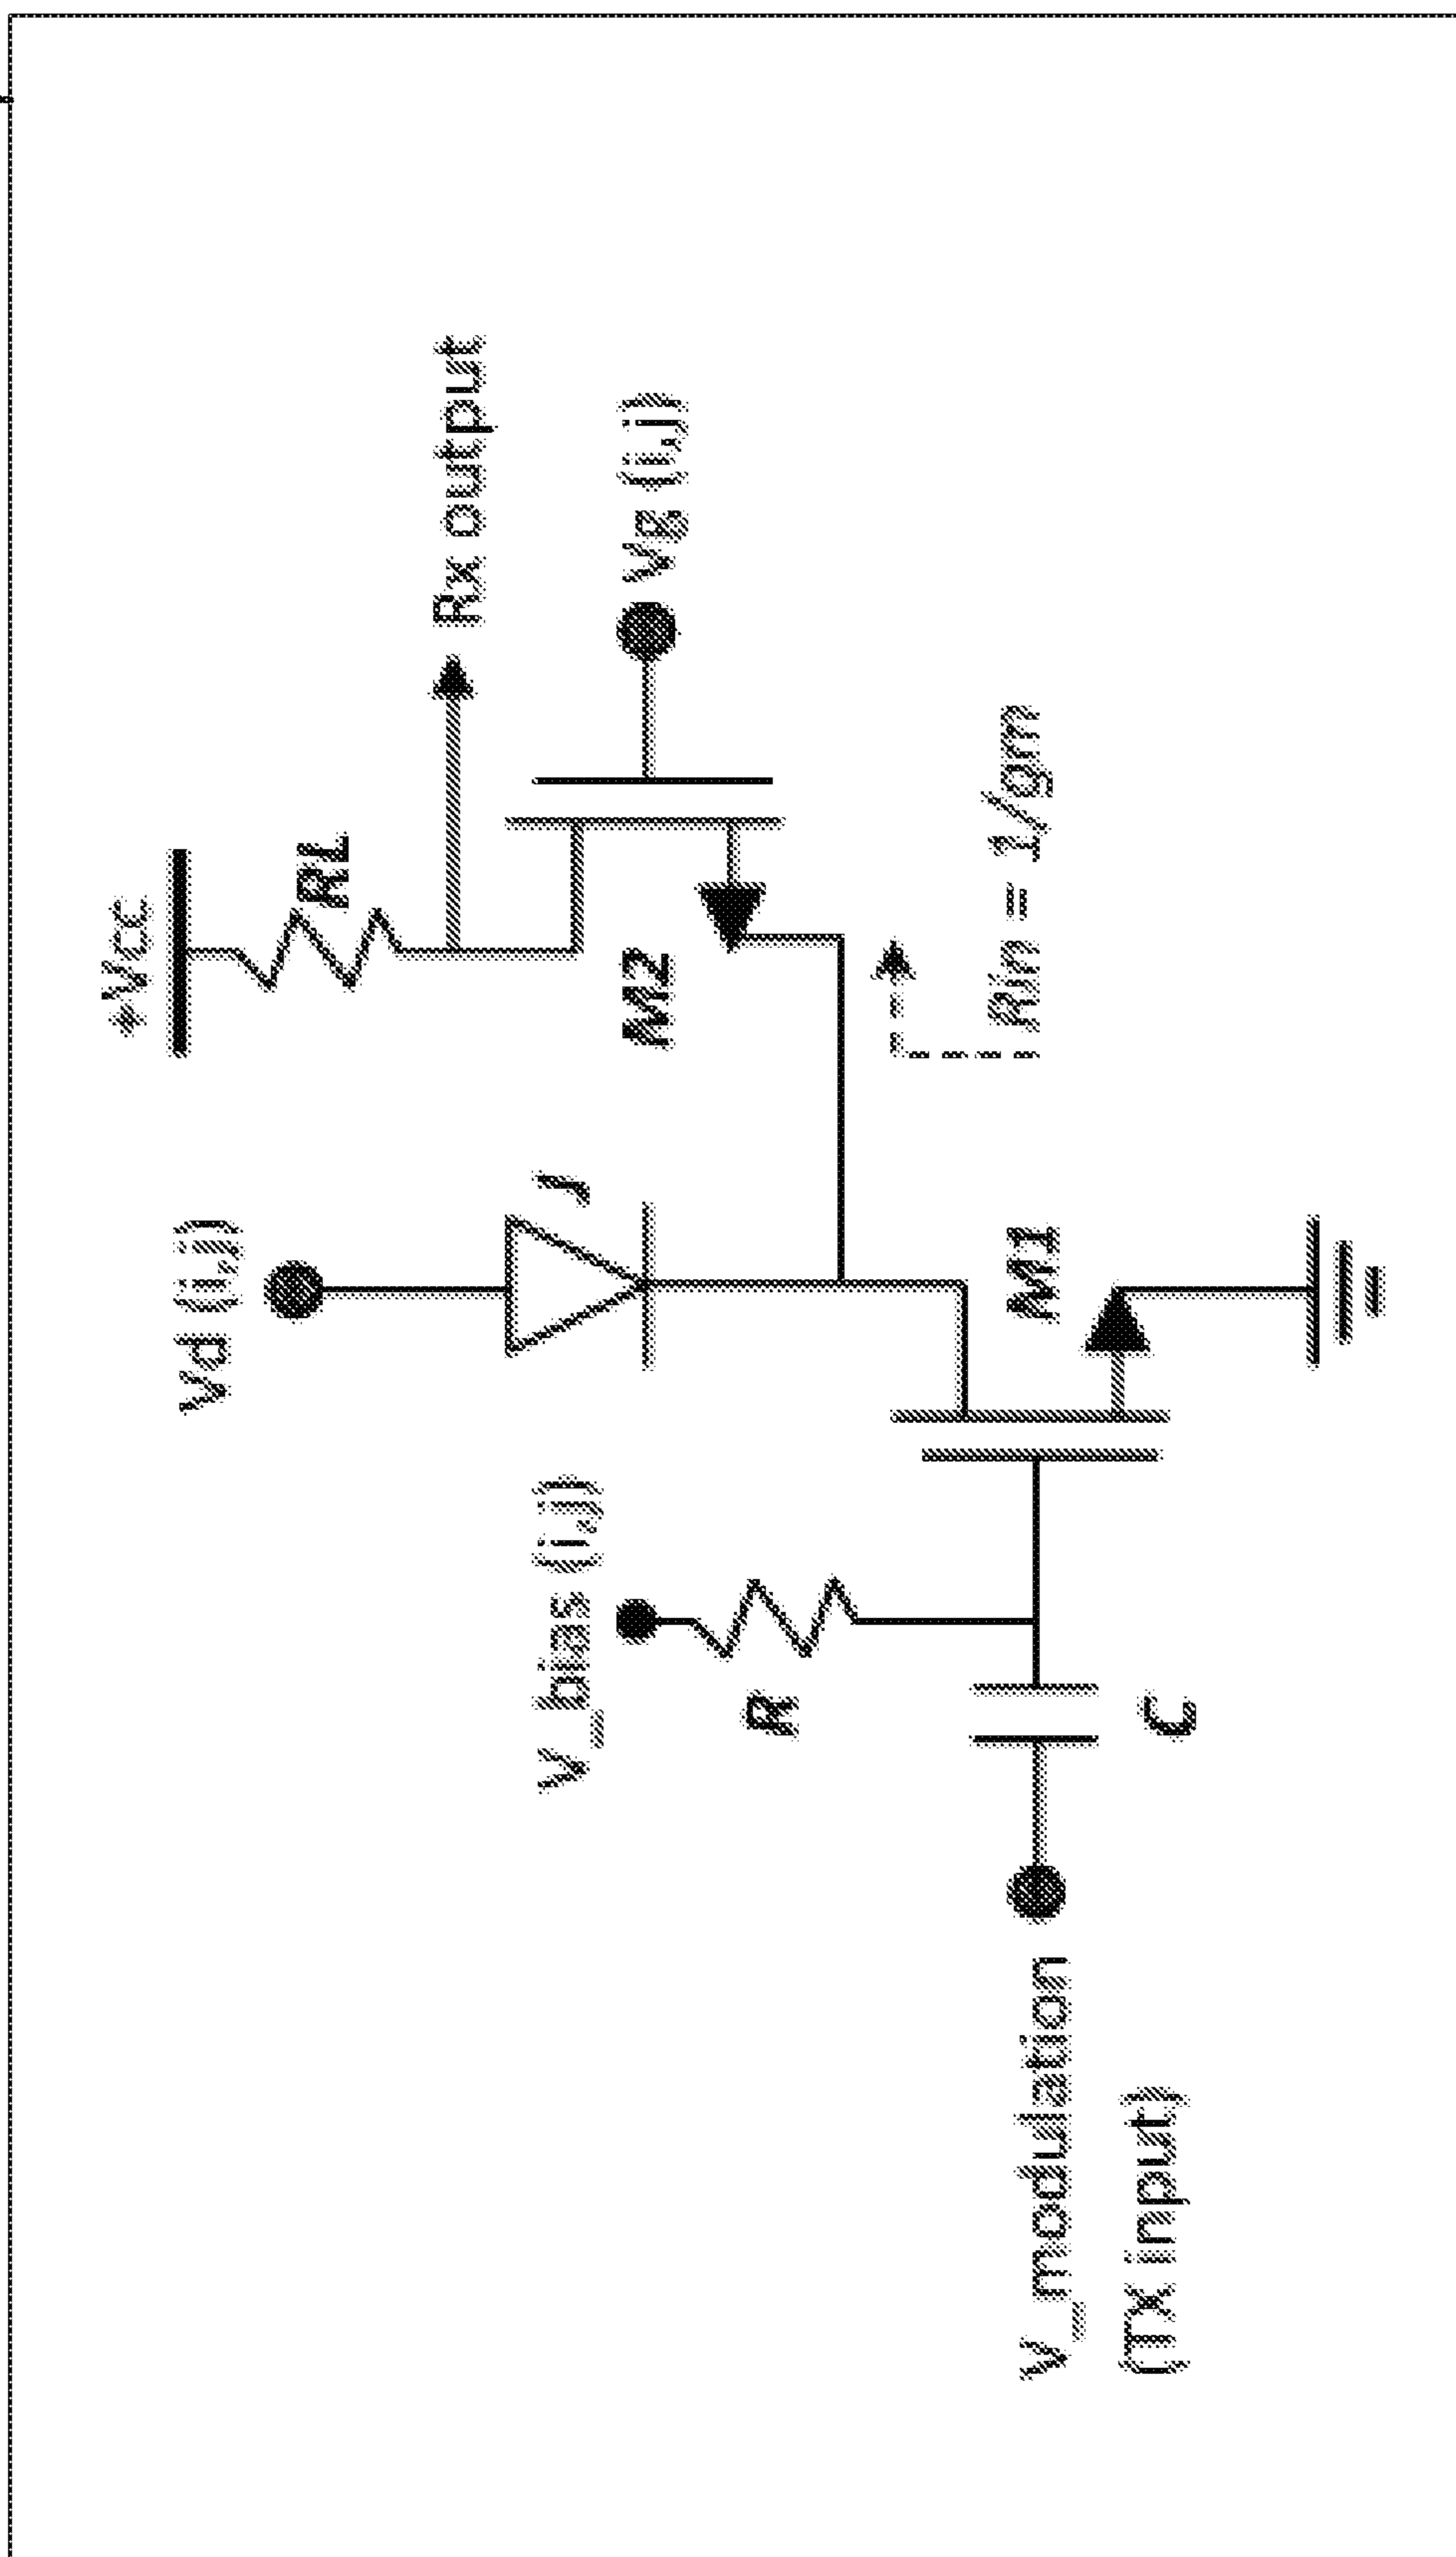 +Vcc
RL
Rx output
Vd (i,j)
J
M2
Vg (i,j)
V_bias (i,j)
R
Rin = 1/gm
M1
V_modulation
(TX input)
C